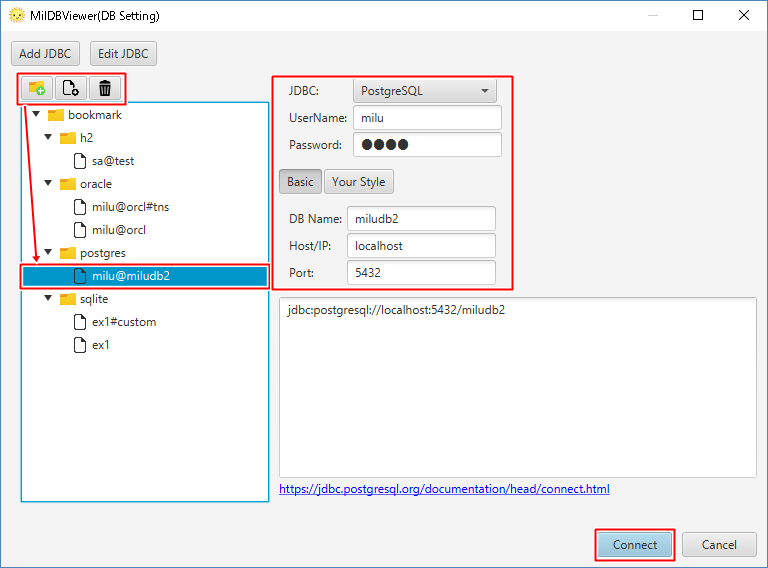 MilDBViewer(DB Setting)
Add JDBC
Edit JDBC
bookmark
h2
sa@test
oracle
milu@orcl#tns
milu@orcl
postgres
milu@miludb2
sqlite
ex1#custom
ex1
JDBC: PostgreSQL
UserName: milu
Password: ●●●●
Basic
Your Style
DB Name: miludb2
Host/IP: localhost
Port: 5432
jdbc:postgresql://localhost:5432/miludb2
https://jdbc.postgresql.org/documentation/head/connect.html
Connect
Cancel